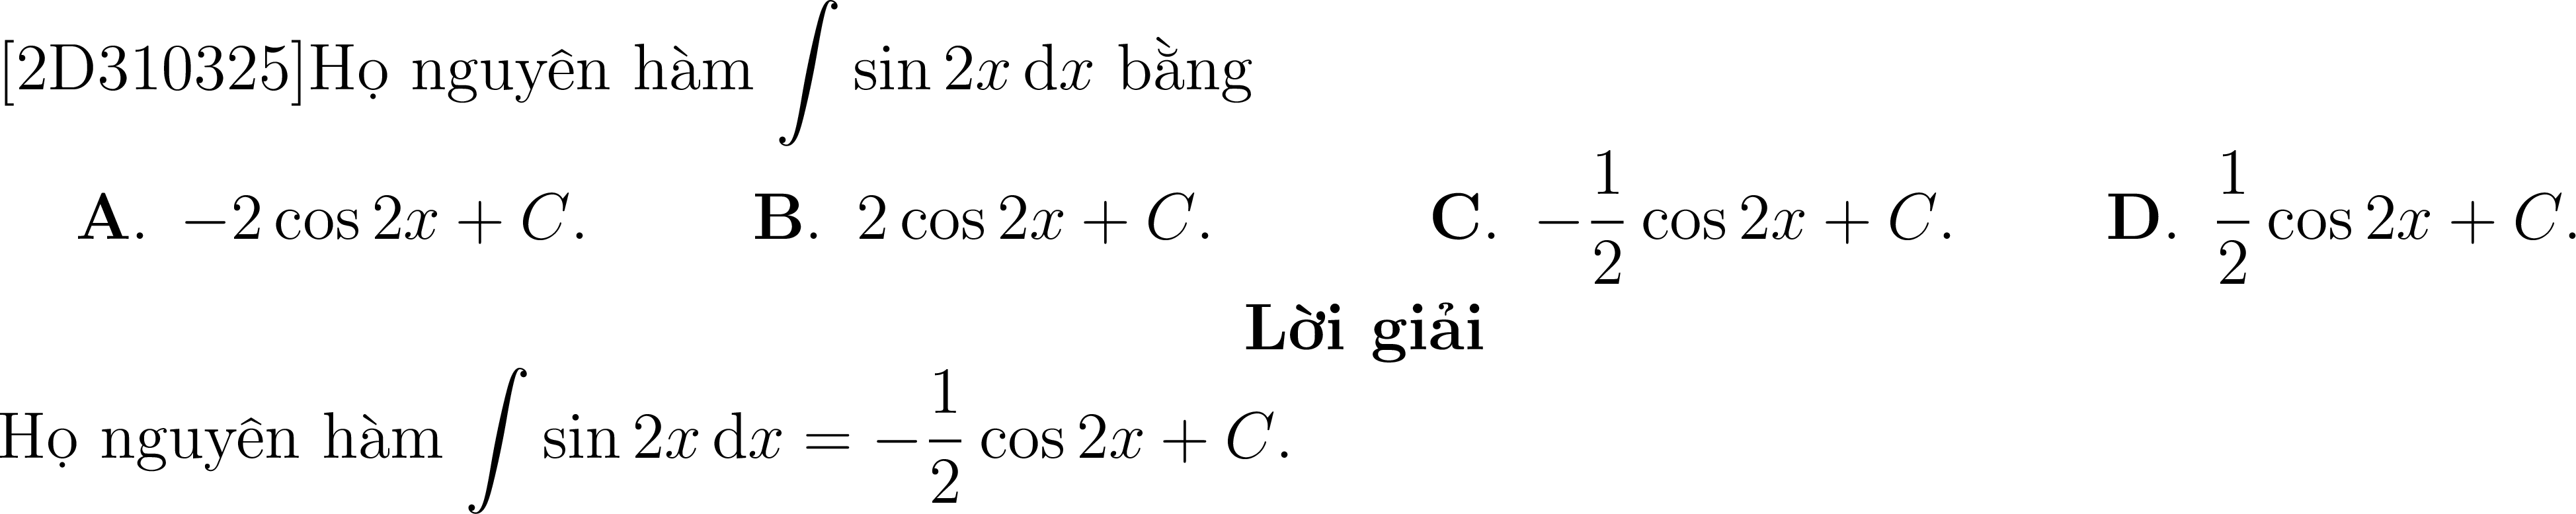 [2D310325]Họ nguyên hàm ∫ sin 2x dx bằng
A. −2 cos 2x + C. B. 2 cos 2x + C. C. −1/2 cos 2x + C. D. 1/2 cos 2x + C.
Lời giải
Họ nguyên hàm ∫ sin 2x dx = −1/2 cos 2x + C.